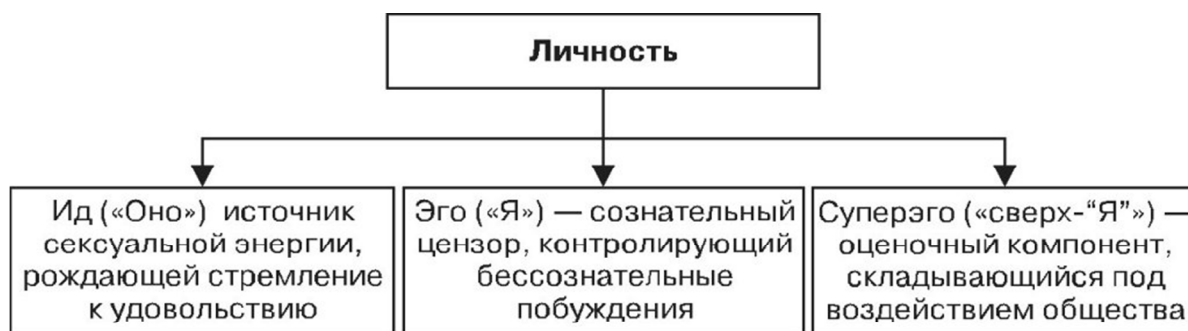 Личность
Ид («Оно») источник
сексуальной энергии,
рождающей стремление
к удовольствию
Эго («Я») — сознательный
цензор, контролирующий
бессознательные
побуждения
Суперэго («сверх-“Я”») —
оценочный компонент,
складывающийся под
воздействием общества